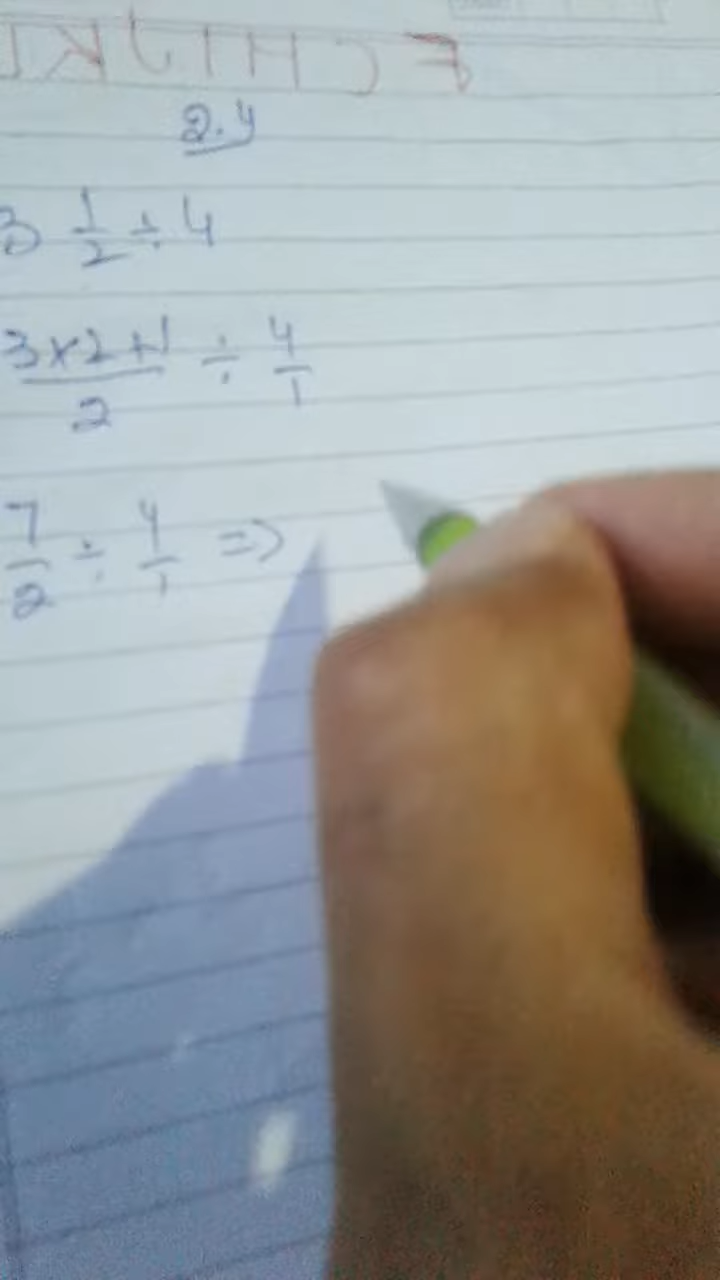 2.4
3 1/2 ÷ 4
3×2+1/2 ÷ 4/1
7/2 ÷ 4/1 =>